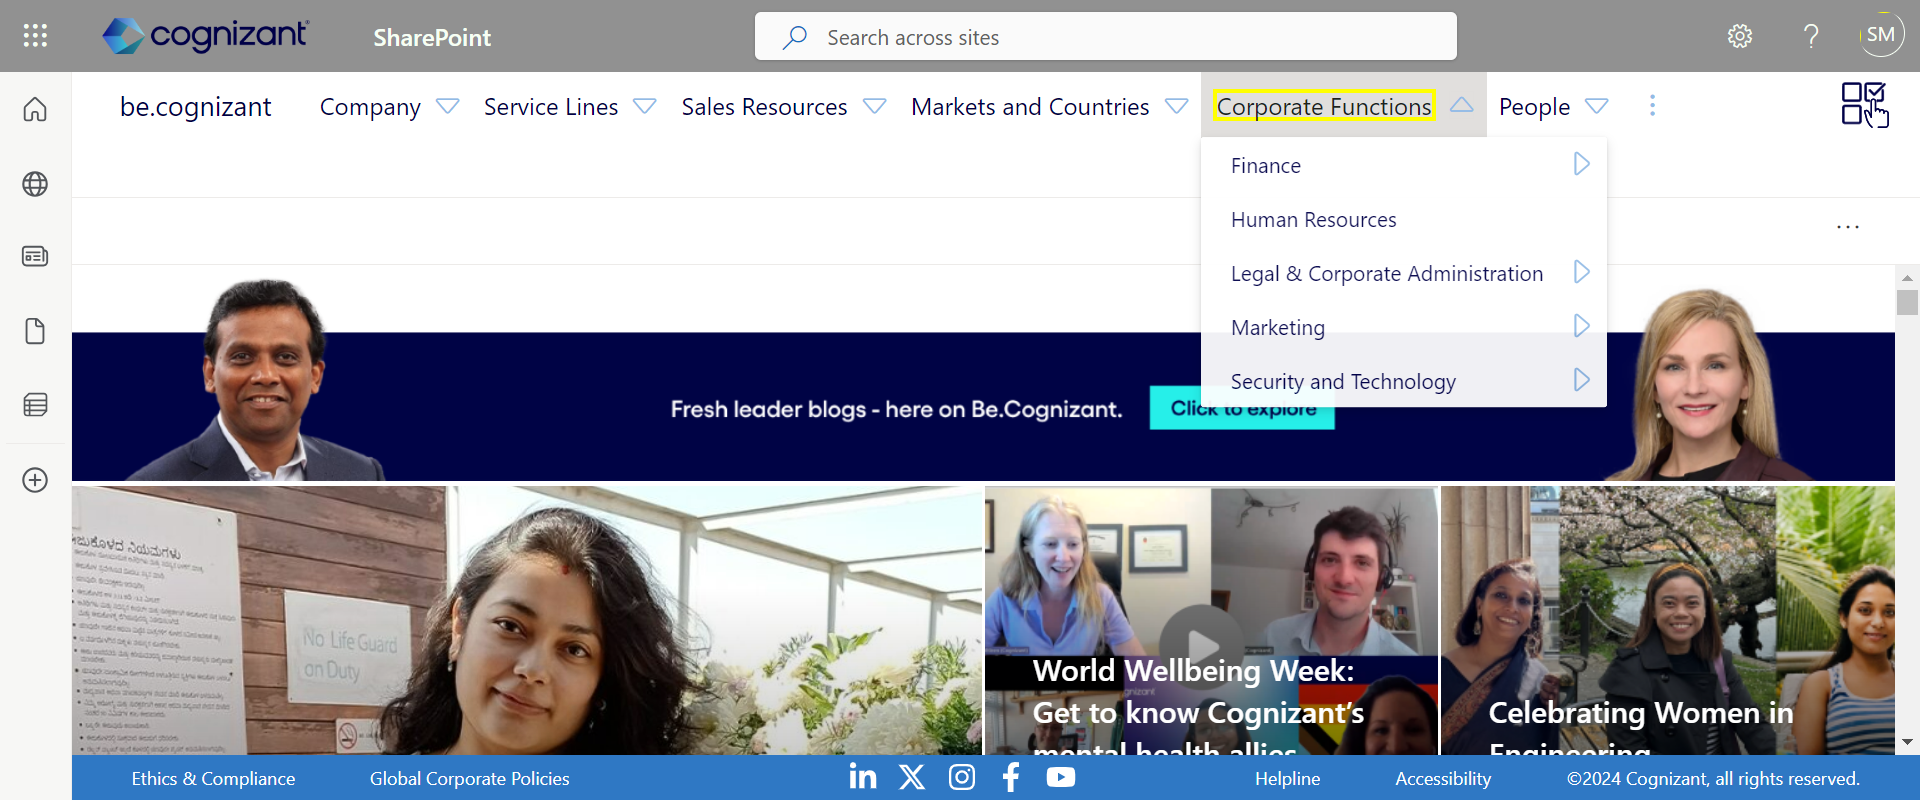 cognizant
SharePoint
Search across sites
SM
be.cognizant
Company
Service Lines
Sales Resources
Markets and Countries
Corporate Functions
People
Finance
Human Resources
Legal & Corporate Administration
Marketing
Security and Technology
Fresh leader blogs - here on Be.Cognizant.
Click to explore
No Life Guard
on Duty
World Wellbeing Week:
Get to know Cognizant’s
mental health allies
Celebrating Women in
Engineering
Ethics & Compliance
Global Corporate Policies
Helpline
Accessibility
©2024 Cognizant, all rights reserved.